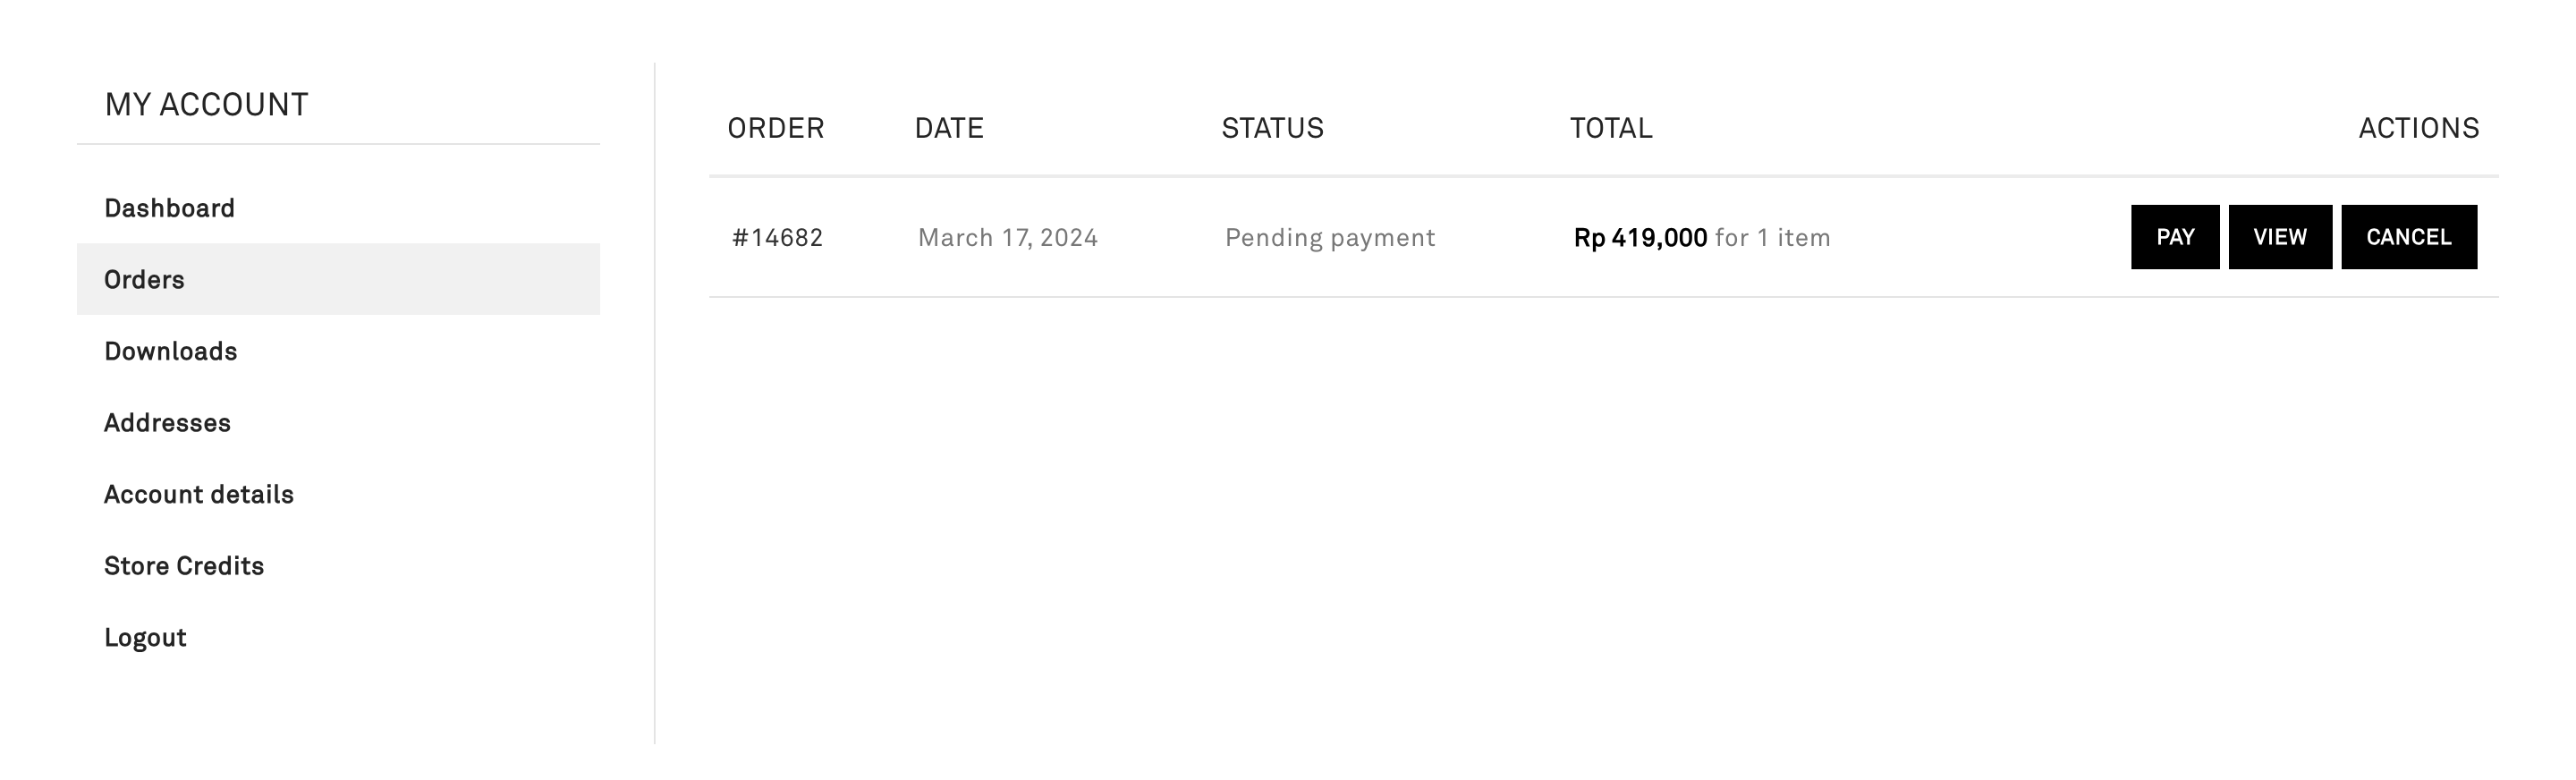 MY ACCOUNT
Dashboard
Orders
Downloads
Addresses
Account details
Store Credits
Logout
ORDER DATE STATUS TOTAL ACTIONS
#14682 March 17, 2024 Pending payment Rp 419,000 for 1 item PAY VIEW CANCEL